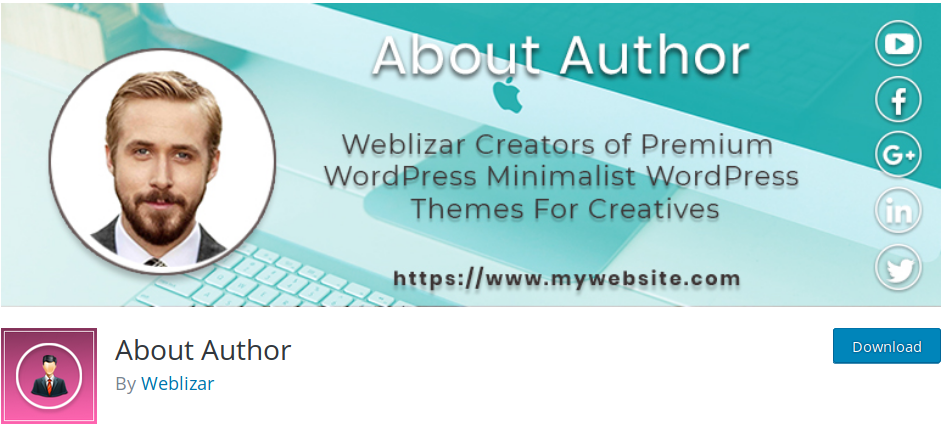 About Author
Weblizar Creators of Premium
WordPress Minimalist WordPress
Themes For Creatives
https://www.mywebsite.com
G+
in
About Author
By Weblizar
Download